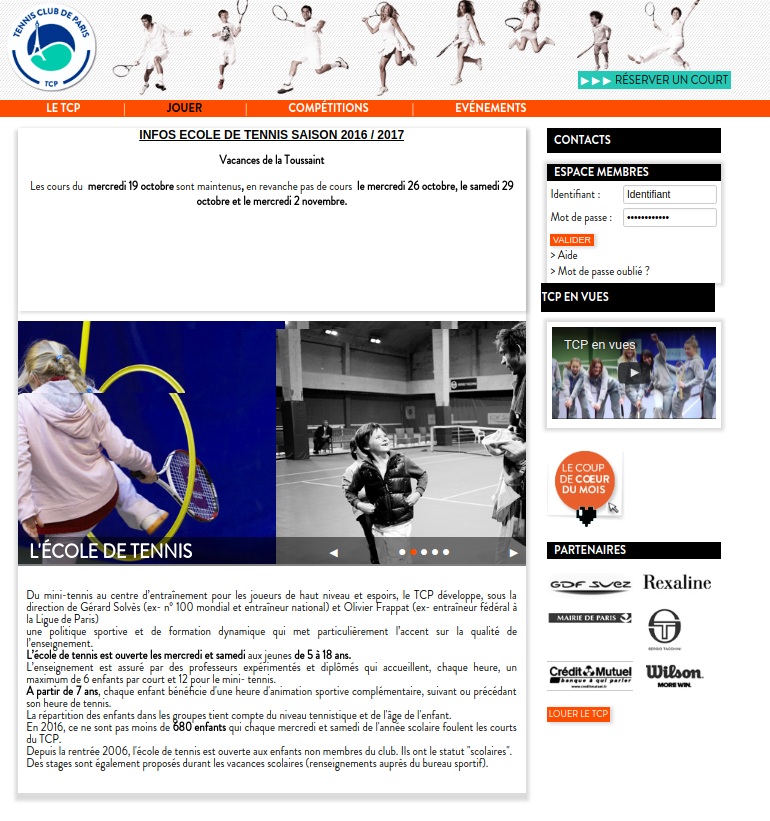 TENNIS CLUB DE PARIS
TCP
▶ ▶ ▶ RÉSERVER UN COURT
LE TCP | JOUER | COMPÉTITIONS | EVÉNEMENTS
INFOS ECOLE DE TENNIS SAISON 2016 / 2017
Vacances de la Toussaint
Les cours du mercredi 19 octobre sont maintenus, en revanche pas de cours le mercredi 26 octobre, le samedi 29
octobre et le mercredi 2 novembre.
L'ÉCOLE DE TENNIS
Du mini-tennis au centre d'entraînement pour les joueurs de haut niveau et espoirs, le TCP développe, sous la
direction de Gérard Solvès (ex- n° 100 mondial et entraîneur national) et Olivier Frappat (ex- entraîneur fédéral à
la Ligue de Paris)
une politique sportive et de formation dynamique qui met particulièrement l'accent sur la qualité de
l'enseignement.
L'école de tennis est ouverte les mercredi et samedi aux jeunes de 5 à 18 ans.
L'enseignement est assuré par des professeurs expérimentés et diplômés qui accueillent, chaque heure, un
maximum de 6 enfants par court et 12 pour le mini- tennis.
A partir de 7 ans, chaque enfant bénéficie d'une heure d'animation sportive complémentaire, suivant ou précédant
son heure de tennis.
La répartition des enfants dans les groupes tient compte du niveau tennistique et de l'âge de l'enfant.
En 2016, ce ne sont pas moins de 680 enfants qui chaque mercredi et samedi de l'année scolaire foulent les courts
du TCP.
Depuis la rentrée 2006, l'école de tennis est ouverte aux enfants non membres du club. Ils ont le statut "scolaires".
Des stages sont également proposés durant les vacances scolaires (renseignements auprès du bureau sportif).
CONTACTS
ESPACE MEMBRES
Identifiant : Identifiant
Mot de passe : ••••••••••••
VALIDER
> Aide
> Mot de passe oublié ?
TCP EN VUES
TCP en vues
LE COUP
DE CŒUR
DU MOIS
PARTENAIRES
GDF SUEZ Rexaline
MAIRIE DE PARIS
SERGIO TACCHINI
Crédit Mutuel
banque à qui parler
www.creditmutuel.fr
Wilson.
MORE WIN.
LOUER LE TCP